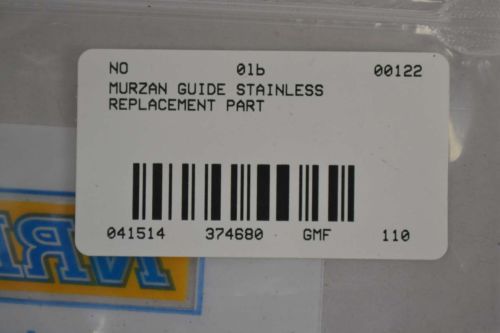 NO 01b 00122
MURZAN GUIDE STAINLESS
REPLACEMENT PART
041514 374680 GMF 110